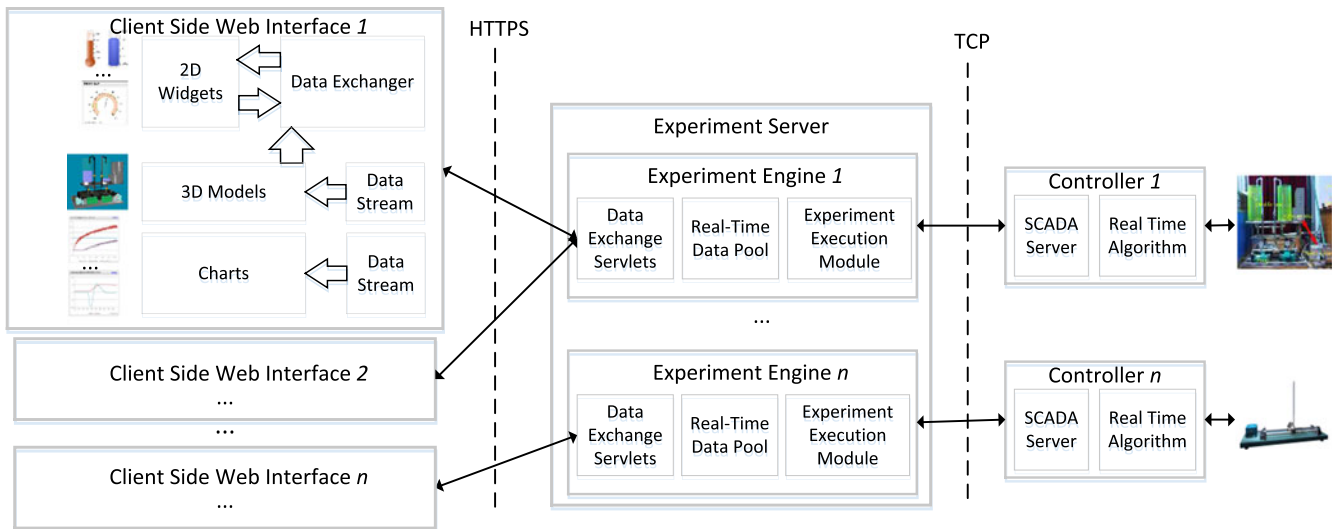 Client Side Web Interface 1
...
2D
Widgets
Data Exchanger
3D Models
Data
Stream
...
Charts
Data
Stream
Client Side Web Interface 2
...
...
Client Side Web Interface n
...
HTTPS
Experiment Server
Experiment Engine 1
Data
Exchange
Servlets
Real-Time
Data Pool
Experiment
Execution
Module
...
Experiment Engine n
Data
Exchange
Servlets
Real-Time
Data Pool
Experiment
Execution
Module
TCP
Controller 1
SCADA
Server
Real Time
Algorithm
Controller n
SCADA
Server
Real Time
Algorithm